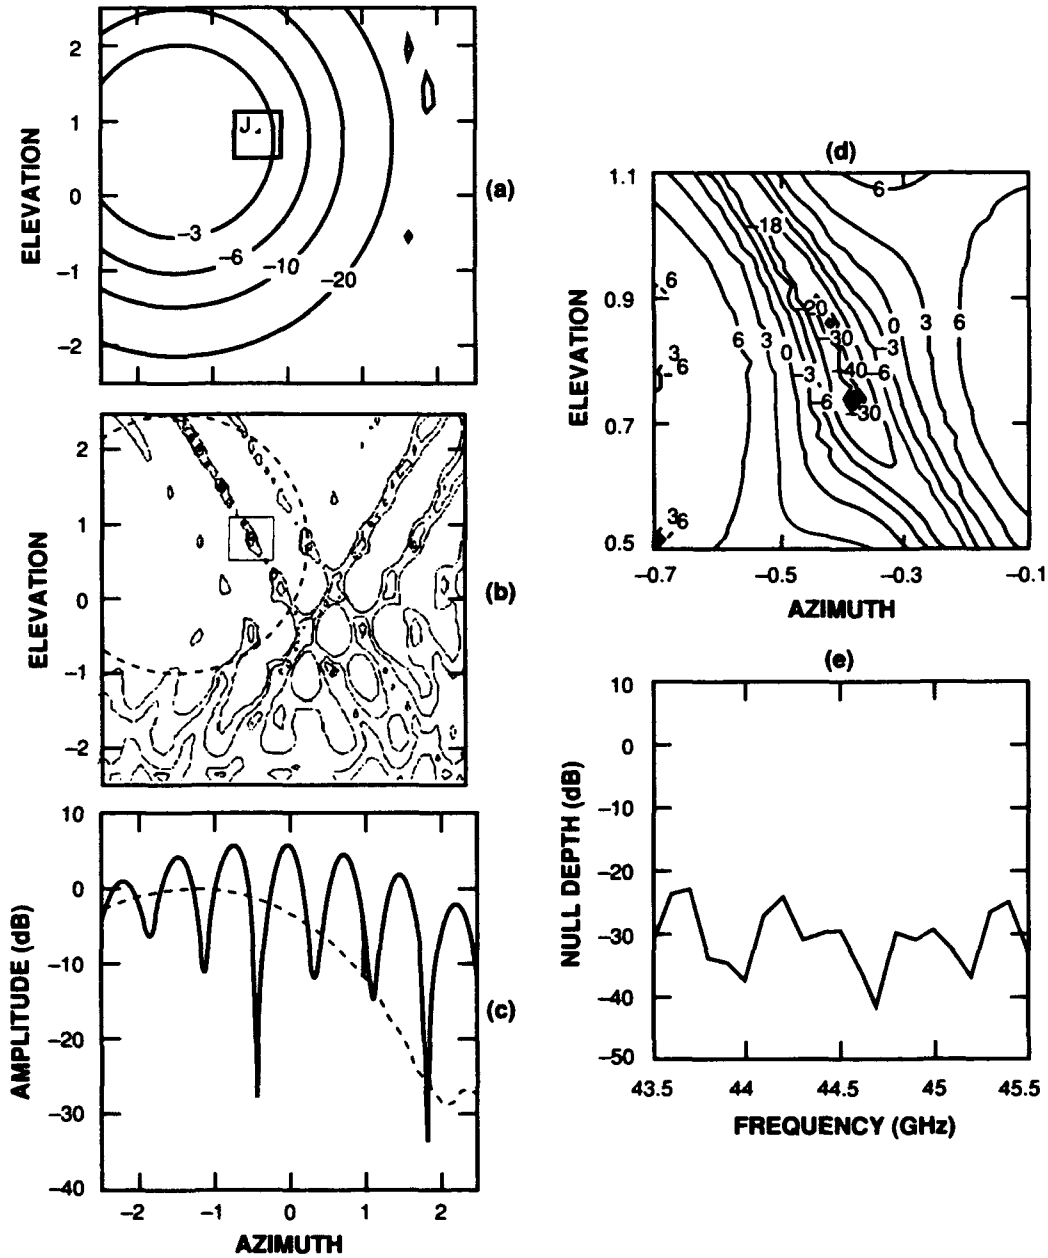 2
1
0
−1
−2
ELEVATION
J.
−3
−6
−10
−20
(a)
2
1
0
−1
−2
ELEVATION
(b)
10
0
−10
−20
−30
−40
AMPLITUDE (dB)
−2 −1 0 1 2
AZIMUTH
(c)
(d)
1.1
0.9
0.7
0.5
ELEVATION
6
−18
6
−20
−30
0 3 6
6 3 0
−3
−3
3
6
−40 −6
−6
−30
3 6
−0.7 −0.5 −0.3 −0.1
AZIMUTH
(e)
10
0
−10
−20
−30
−40
−50
NULL DEPTH (dB)
43.5 44 44.5 45 45.5
FREQUENCY (GHz)